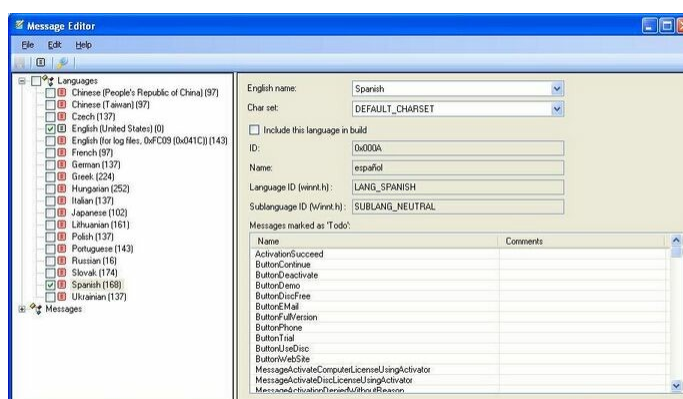 Message Editor
File Edit Help
Languages
Chinese (People's Republic of China) (97)
Chinese (Taiwan) (97)
Czech (137)
English (United States) (0)
English (for log files, 0xFC09 (0x041C)) (143)
French (97)
German (137)
Greek (224)
Hungarian (252)
Italian (137)
Japanese (102)
Lithuanian (161)
Polish (137)
Portuguese (143)
Russian (16)
Slovak (174)
Spanish (168)
Ukrainian (137)
Messages
English name: Spanish
Char set: DEFAULT_CHARSET
Include this language in build
ID: 0x000A
Name: español
Language ID (winnt.h): LANG_SPANISH
Sublanguage ID (Winnt.h): SUBLANG_NEUTRAL
Messages marked as 'Todo':
Name Comments
ActivationSucceed
ButtonContinue
ButtonDeactivate
ButtonDemo
ButtonDiscFree
ButtonEMail
ButtonFullVersion
ButtonPhone
ButtonTrial
ButtonUseDisc
ButtonWebSite
MessageActivateComputerLicenseUsingActivator
MessageActivateDiscLicenseUsingActivator
MessageActivationDeniedWithoutReason